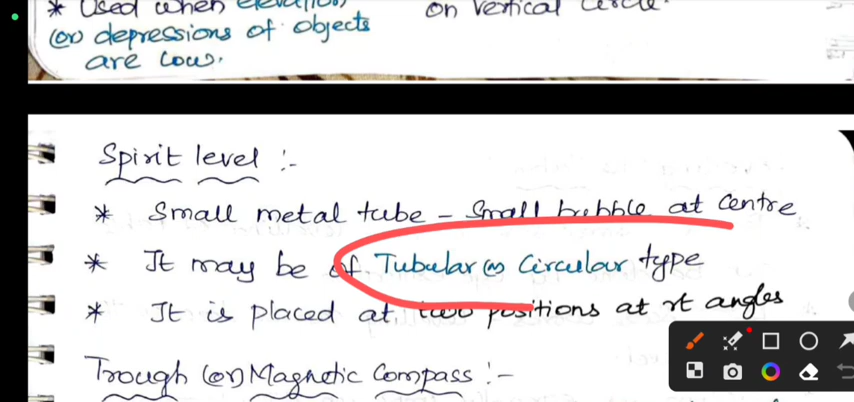 * Used when elevation
on vertical circle.
(or) depressions of objects
are low.
Spirit level :-
* Small metal tube - Small bubble at centre
* It may be of Tubular (or) Circular type
* It is placed at two positions at rt angles
Trough (or) Magnetic Compass :-